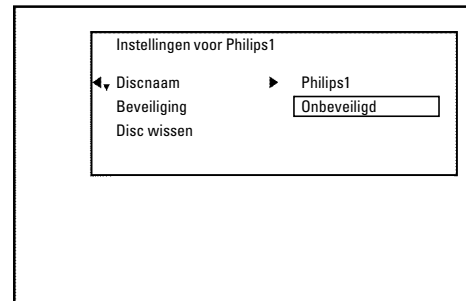 Instellingen voor Philips1
Discnaam Philips1
Beveiliging Onbeveiligd
Disc wissen